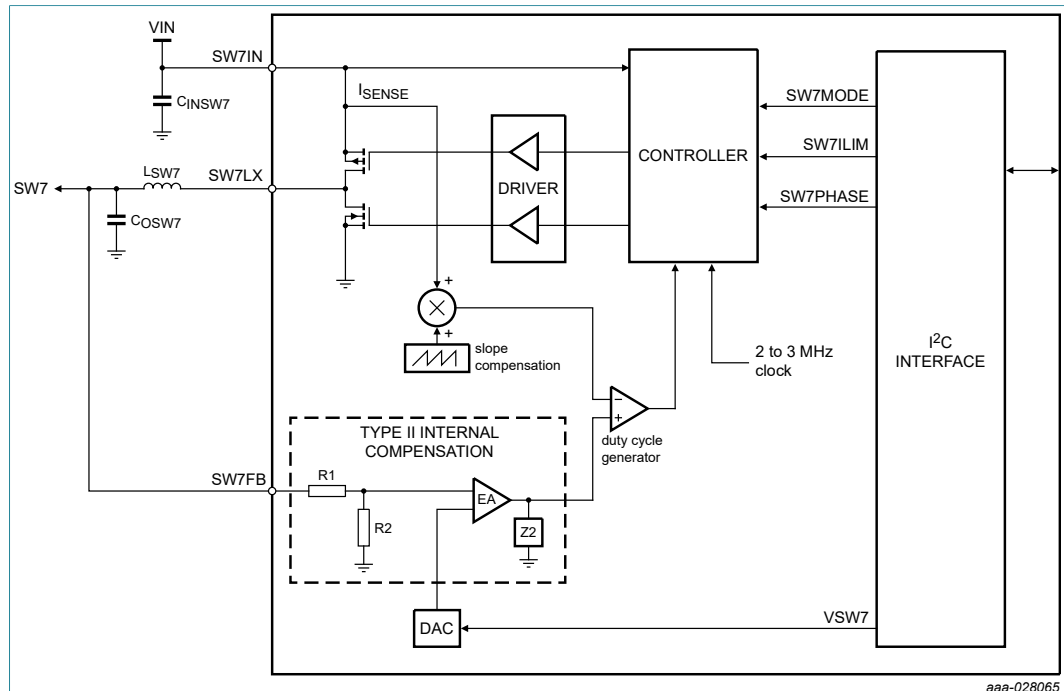 VIN
SW7IN
CINSW7
ISENSE
SW7MODE
CONTROLLER
SW7ILIM
DRIVER
SW7PHASE
LSW7
SW7LX
SW7
COSW7
+
+
slope
compensation
2 to 3 MHz
clock
I2C
INTERFACE
−
+
duty cycle
generator
TYPE II INTERNAL
COMPENSATION
SW7FB
R1
R2
EA
Z2
DAC
VSW7
aaa-028065